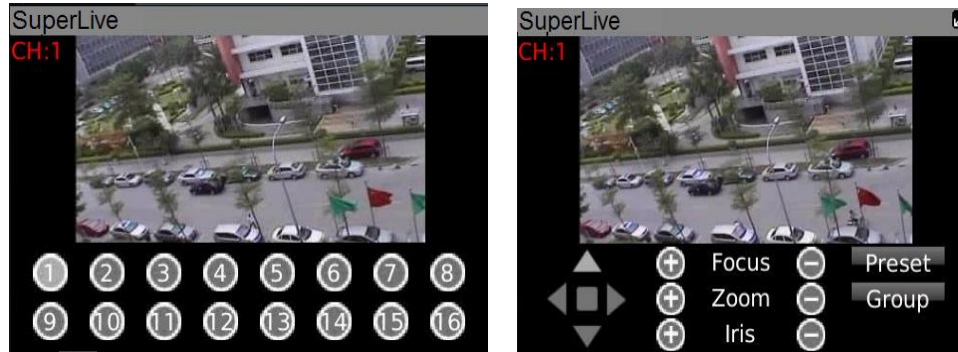 SuperLive
CH:1
1 2 3 4 5 6 7 8
9 10 11 12 13 14 15 16
SuperLive
CH:1
Focus Preset
Zoom Group
Iris